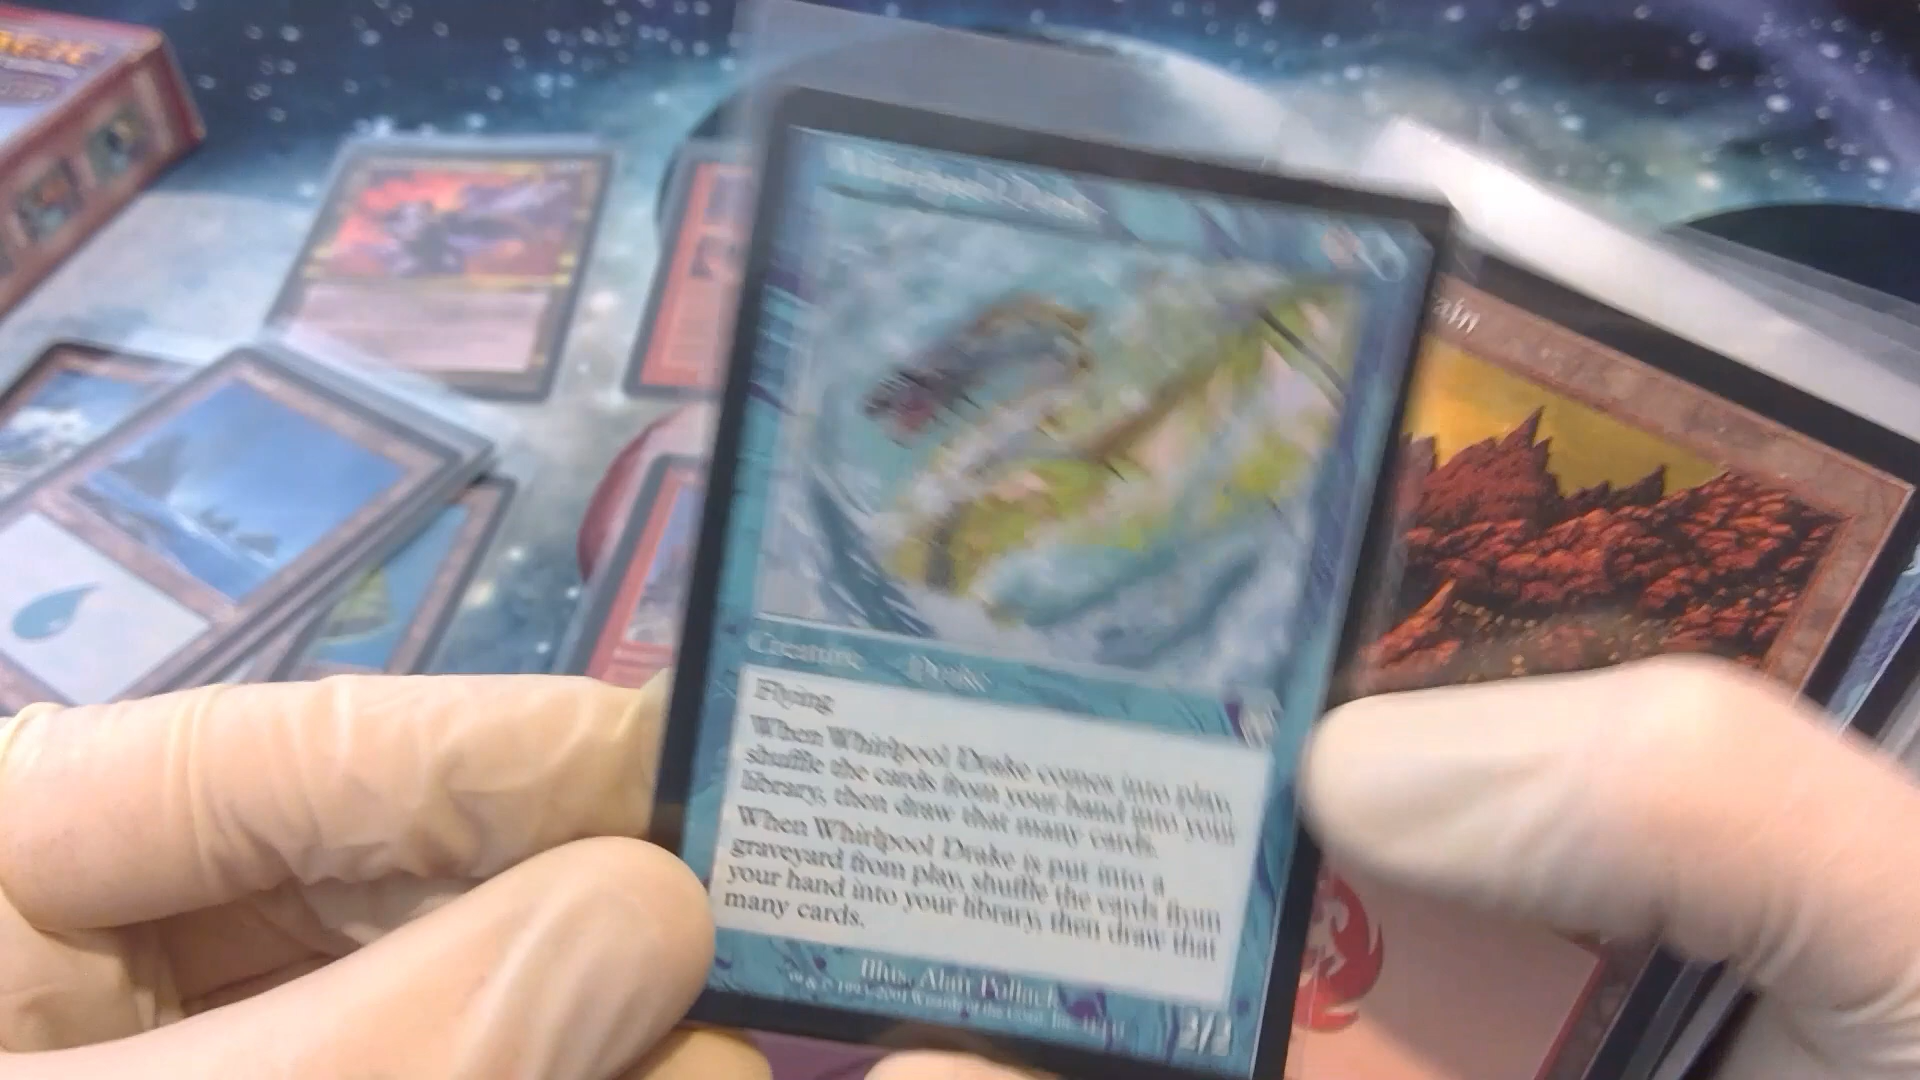 Whirlpool Drake
Creature Drake
Flying
When Whirlpool Drake comes into play,
shuffle the cards from your hand into your
library, then draw that many cards.
When Whirlpool Drake is put into a
graveyard from play, shuffle the cards from
your hand into your library, then draw that
many cards.
Illus. Alan Pollack
2/2